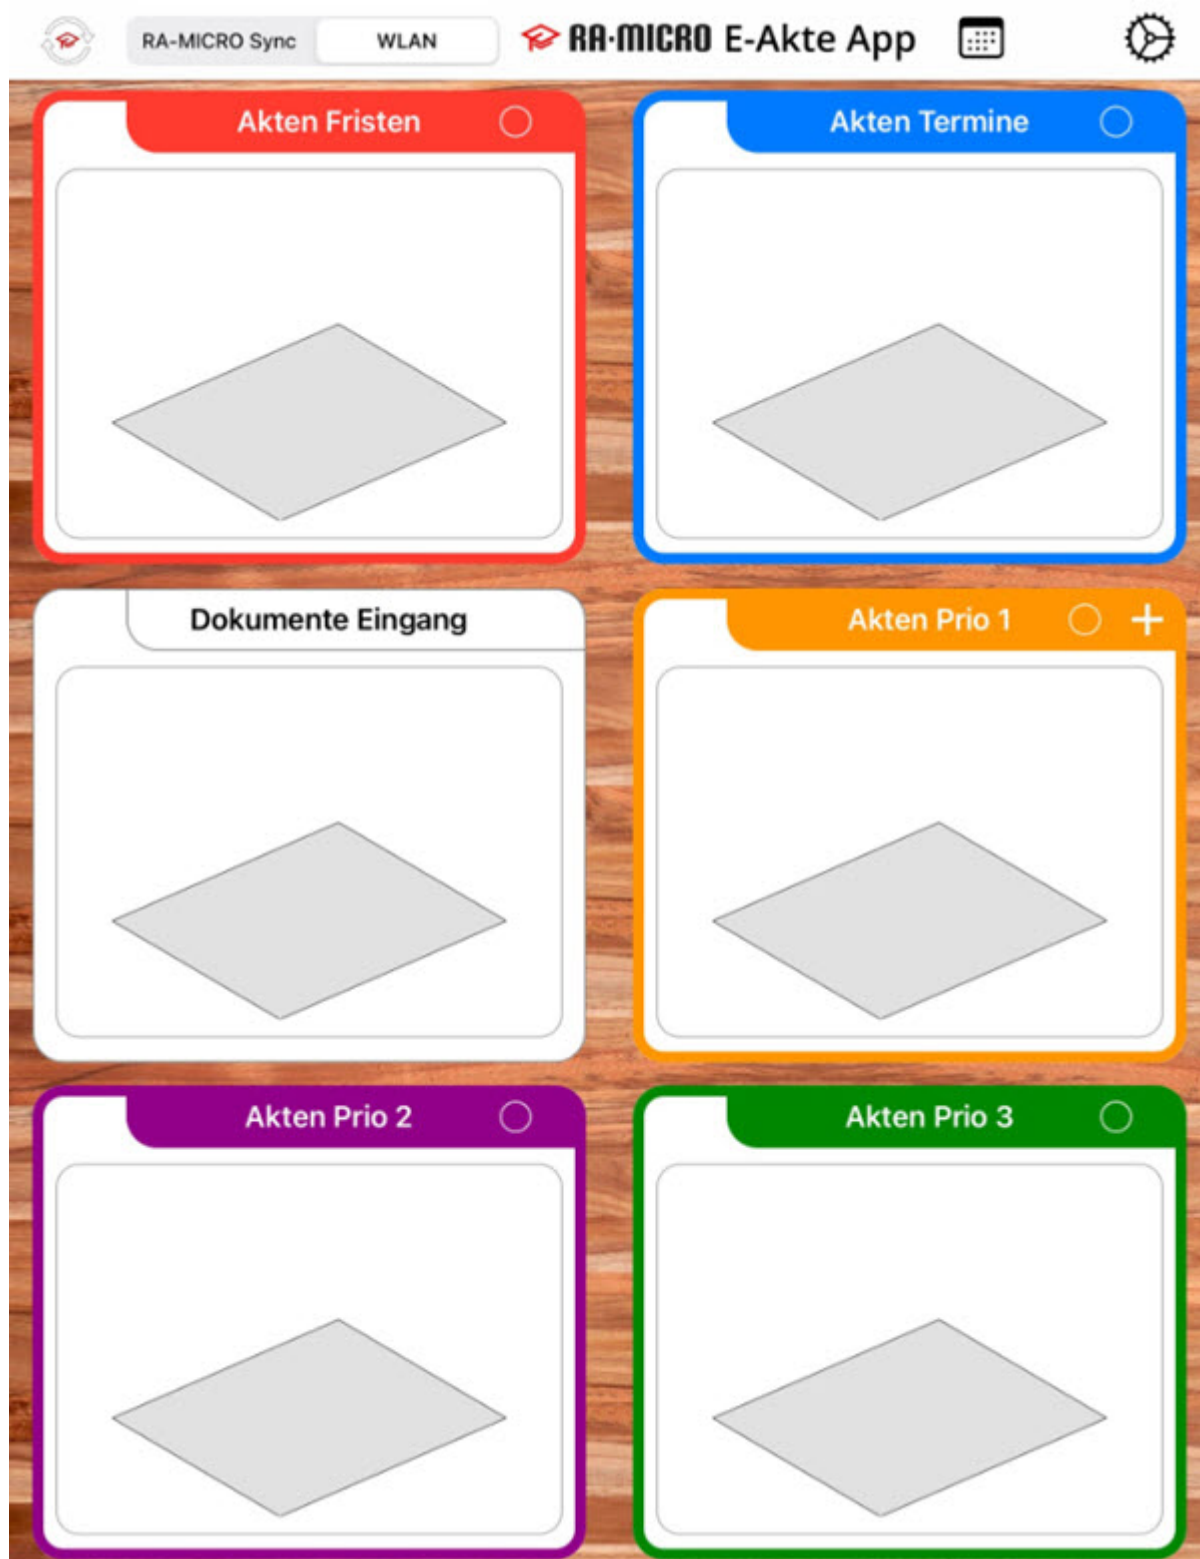 RA-MICRO Sync WLAN RA·MICRO E-Akte App
Akten Fristen
Akten Termine
Dokumente Eingang
Akten Prio 1
Akten Prio 2
Akten Prio 3